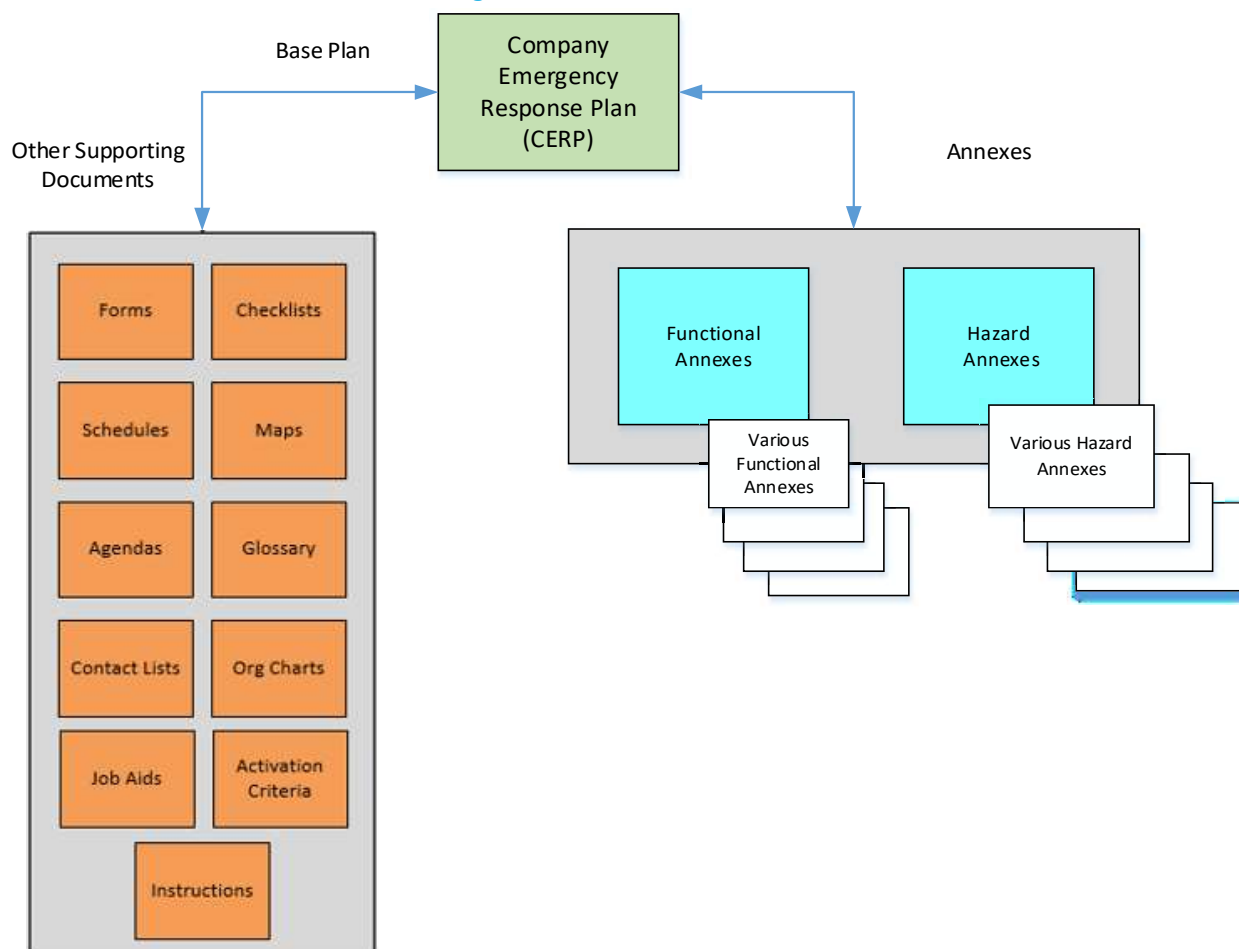 Base Plan
Company
Emergency
Response Plan
(CERP)
Other Supporting
Documents
Annexes
Forms
Checklists
Schedules
Maps
Agendas
Glossary
Contact Lists
Org Charts
Job Aids
Activation
Criteria
Instructions
Functional
Annexes
Hazard
Annexes
Various
Functional
Annexes
Various Hazard
Annexes